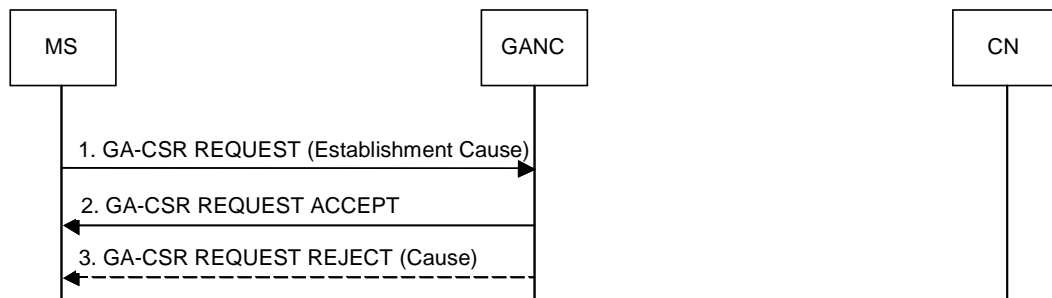 MS
GANC
CN
1. GA-CSR REQUEST (Establishment Cause)
2. GA-CSR REQUEST ACCEPT
3. GA-CSR REQUEST REJECT (Cause)